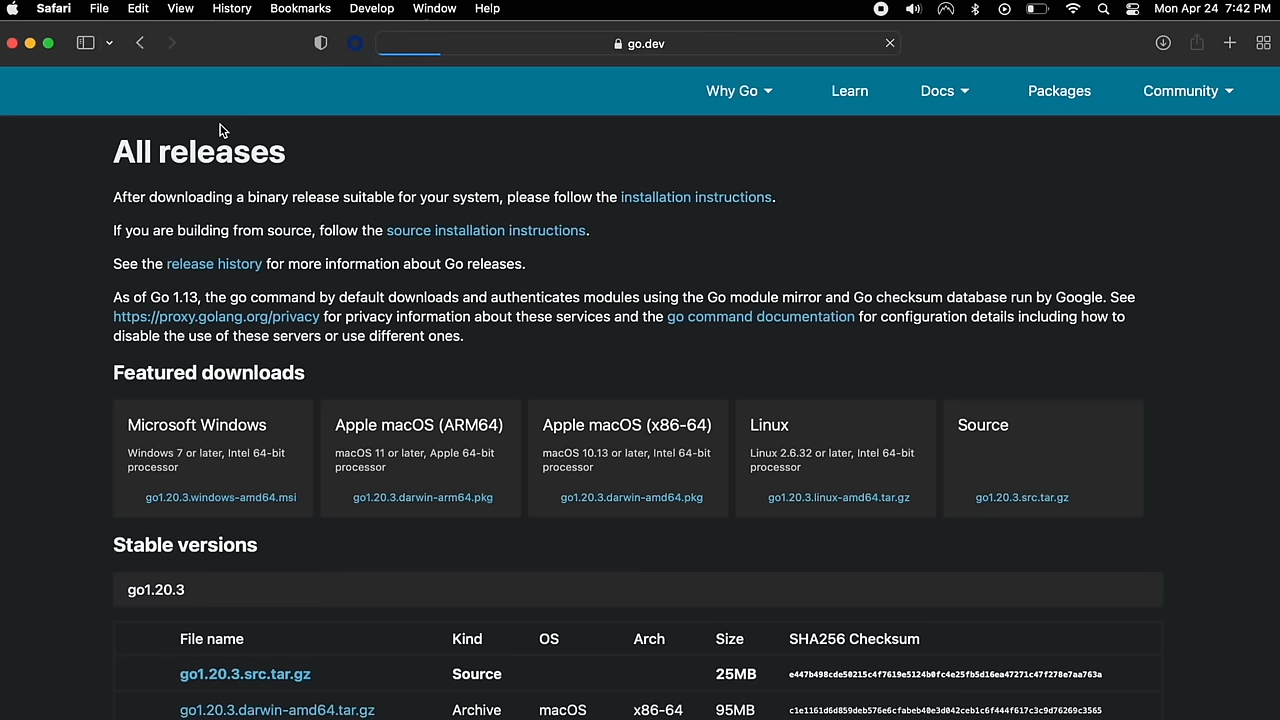 Safari File Edit View History Bookmarks Develop Window Help Mon Apr 24 7:42 PM
go.dev
Why Go Learn Docs Packages Community
All releases
After downloading a binary release suitable for your system, please follow the installation instructions.
If you are building from source, follow the source installation instructions.
See the release history for more information about Go releases.
As of Go 1.13, the go command by default downloads and authenticates modules using the Go module mirror and Go checksum database run by Google. See
https://proxy.golang.org/privacy for privacy information about these services and the go command documentation for configuration details including how to
disable the use of these servers or use different ones.
Featured downloads
Microsoft Windows
Windows 7 or later, Intel 64-bit
processor
go1.20.3.windows-amd64.msi
Apple macOS (ARM64)
macOS 11 or later, Apple 64-bit
processor
go1.20.3.darwin-arm64.pkg
Apple macOS (x86-64)
macOS 10.13 or later, Intel 64-bit
processor
go1.20.3.darwin-amd64.pkg
Linux
Linux 2.6.32 or later, Intel 64-bit
processor
go1.20.3.linux-amd64.tar.gz
Source
go1.20.3.src.tar.gz
Stable versions
go1.20.3
File name Kind OS Arch Size SHA256 Checksum
go1.20.3.src.tar.gz Source 25MB e447b498cde50215c4f7619e5124b0fc4e25fb5d16ea47271c47f278e7aa763a
go1.20.3.darwin-amd64.tar.gz Archive macOS x86-64 95MB c1e1161d6d859deb576e6cfabeb40e3d042ceb1c6f444f617c3c9d76269c3565